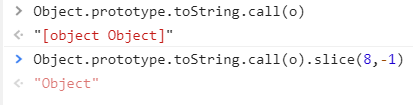 > Object.prototype.toString.call(o)
<· "[object Object]"
> Object.prototype.toString.call(o).slice(8,-1)
<· "Object"